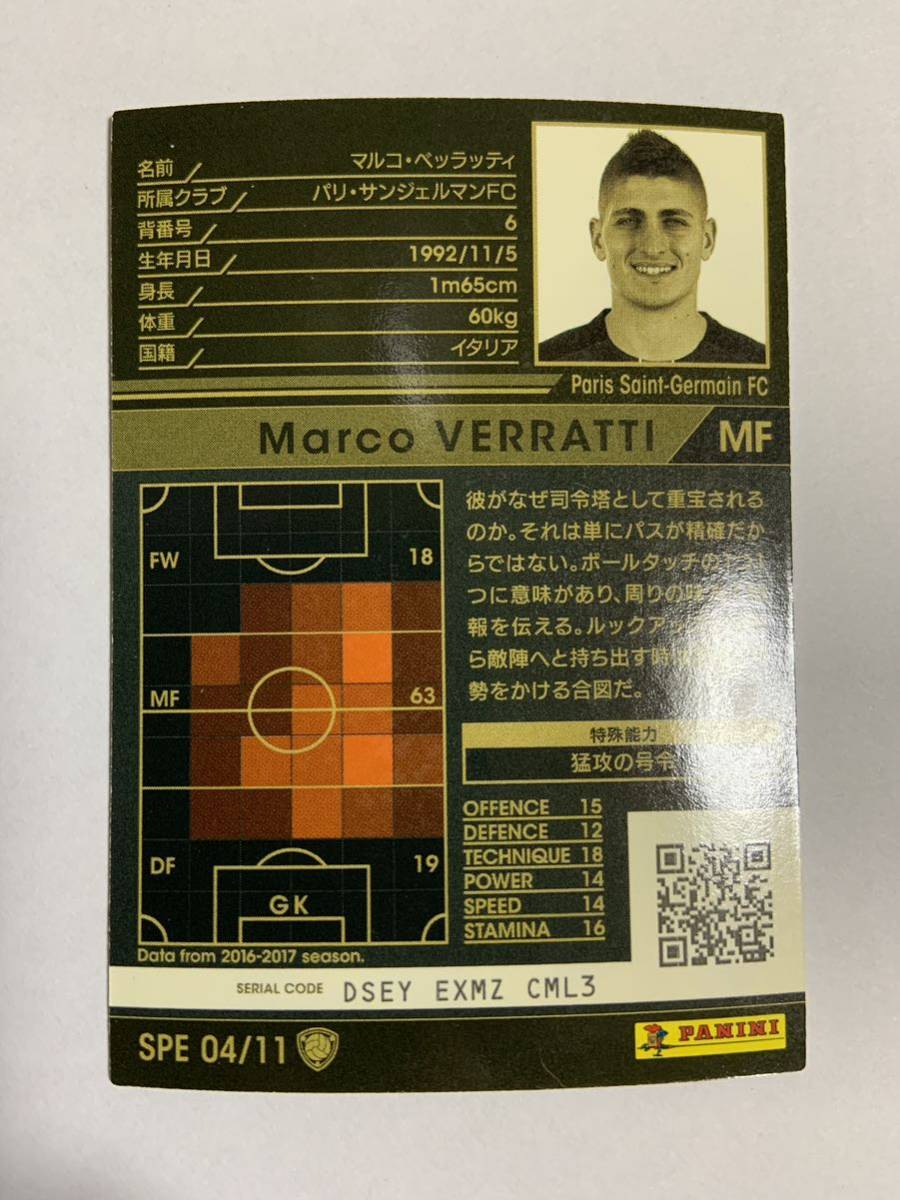 名前 マルコ・ベッラッティ
所属クラブ パリ・サンジェルマンFC
背番号 6
生年月日 1992/11/5
身長 1m65cm
体重 60kg
国籍 イタリア
Paris Saint-Germain FC
Marco VERRATTI MF
FW 18
MF 63
DF 19
GK
Data from 2016-2017 season.
彼がなぜ司令塔として重宝される
のか。それは単にパスが精確だか
らではない。ボールタッチの
つに意味があり、周りの
報を伝える。ルックア
ら敵陣へと持ち出す時
勢をかける合図だ。
特殊能力
猛攻の号令
OFFENCE 15
DEFENCE 12
TECHNIQUE 18
POWER 14
SPEED 14
STAMINA 16
SERIAL CODE DSEY EXMZ CML3
SPE 04/11
PANINI